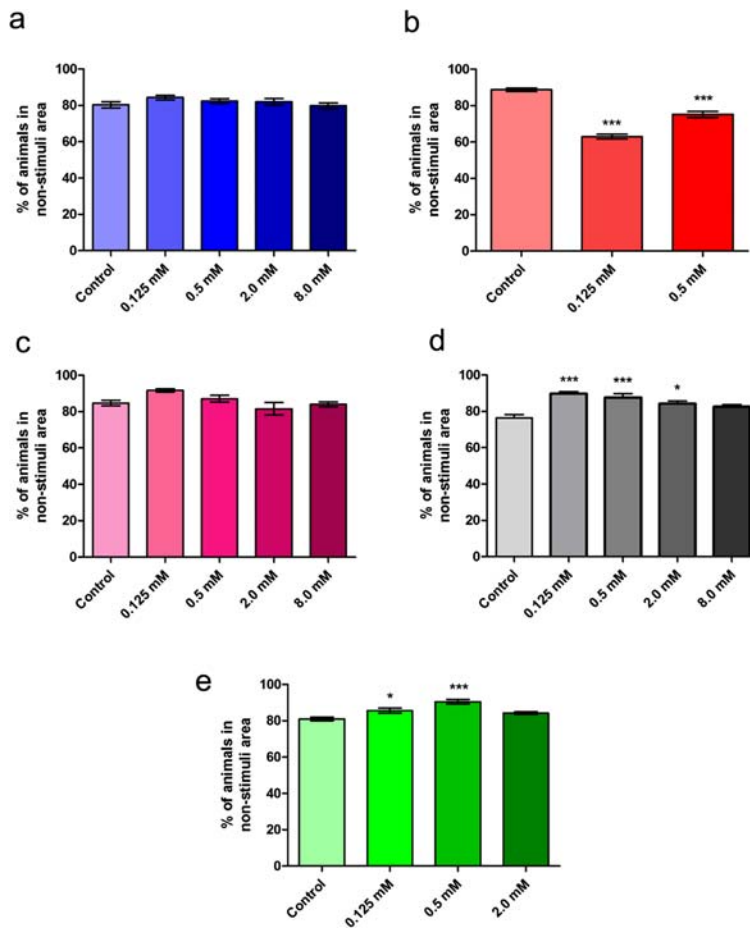 a
% of animals in
non-stimuli area
100
80
60
40
20
0
Control
0.125 mM
0.5 mM
2.0 mM
8.0 mM
b
% of animals in
non-stimuli area
100
80
60
40
20
0
***
***
Control
0.125 mM
0.5 mM
c
% of animals in
non-stimuli area
100
80
60
40
20
0
Control
0.125 mM
0.5 mM
2.0 mM
8.0 mM
d
% of animals in
non-stimuli area
100
80
60
40
20
0
***
***
*
Control
0.125 mM
0.5 mM
2.0 mM
8.0 mM
e
% of animals in
non-stimuli area
100
80
60
40
20
0
*
***
Control
0.125 mM
0.5 mM
2.0 mM